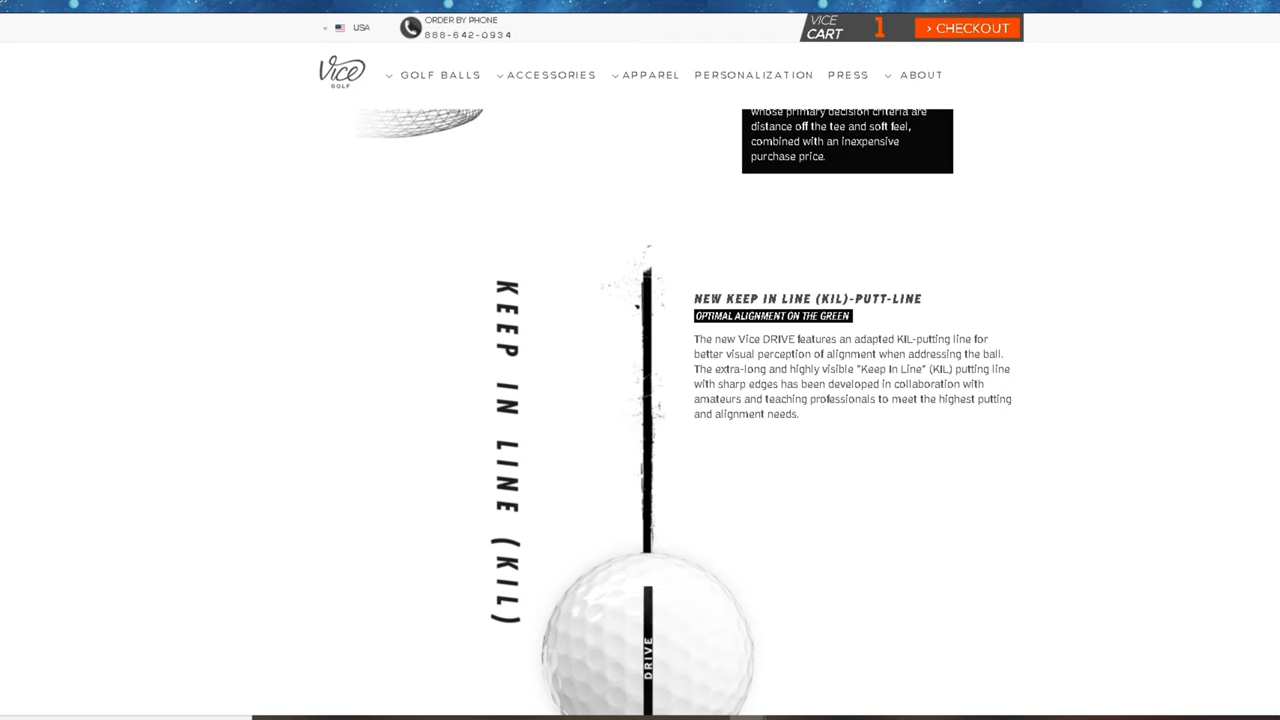 USA
ORDER BY PHONE
888-642-0934
VICE
CART
1
> CHECKOUT
Vice
GOLF
GOLF BALLS
ACCESSORIES
APPAREL
PERSONALIZATION
PRESS
ABOUT
whose primary decision criteria are
distance off the tee and soft feel,
combined with an inexpensive
purchase price.
KEEP IN LINE (KIL)
NEW KEEP IN LINE (KIL)-PUTT-LINE
OPTIMAL ALIGNMENT ON THE GREEN
The new Vice DRIVE features an adapted KIL-putting line for
better visual perception of alignment when addressing the ball.
The extra-long and highly visible "Keep In Line" (KIL) putting line
with sharp edges has been developed in collaboration with
amateurs and teaching professionals to meet the highest putting
and alignment needs.
DRIVE